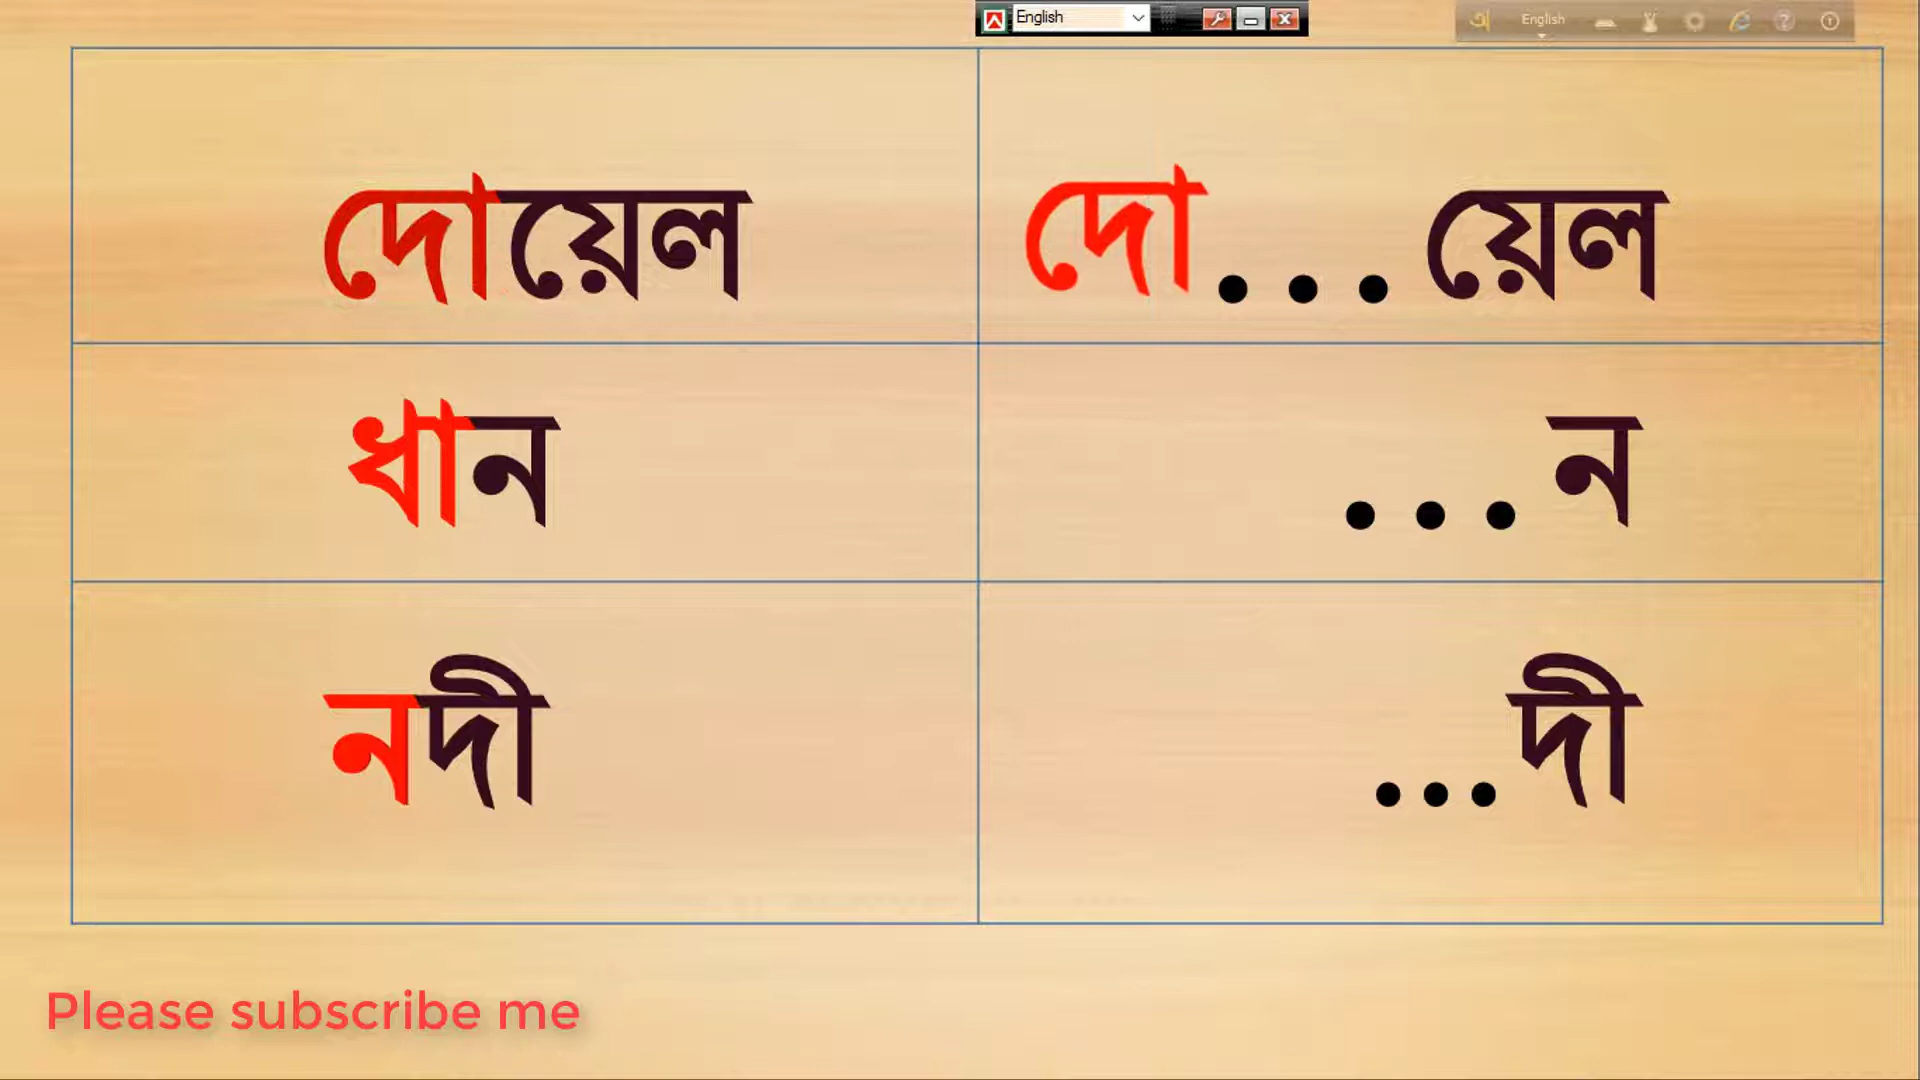 English
English
দোয়েল দো...য়েল
ধান ...ন
নদী ...দী
Please subscribe me